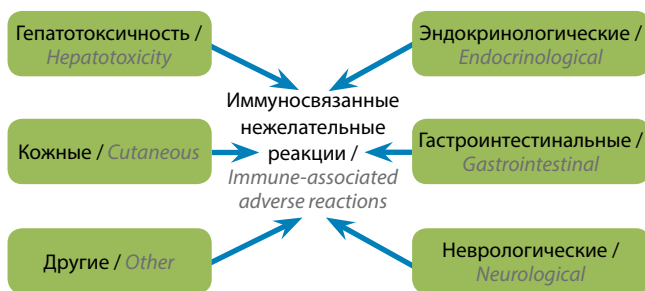 Гепатотоксичность /
Hepatotoxicity
Эндокринологические /
Endocrinological
Иммуносвязанные
нежелательные
реакции /
Immune-associated
adverse reactions
Кожные / Cutaneous
Гастроинтестинальные /
Gastrointestinal
Другие / Other
Неврологические /
Neurological